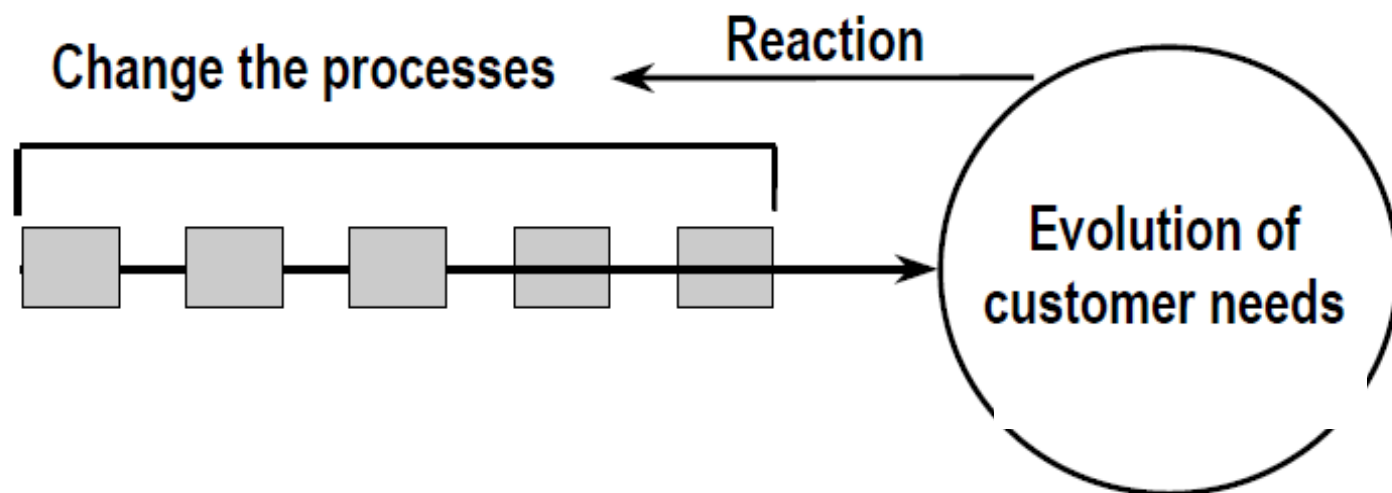 Reaction
Change the processes
Evolution of
customer needs